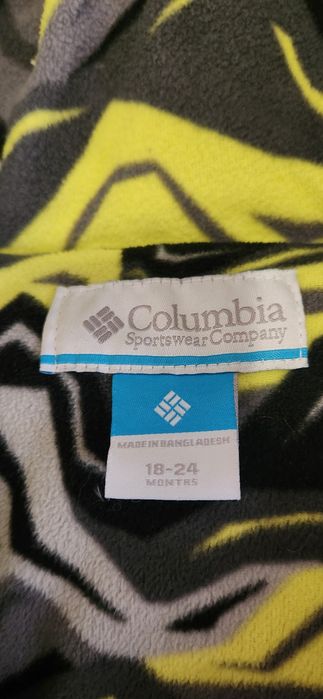 Columbia
Sportswear Company
MADE IN BANGLADESH
18-24
MONTHS